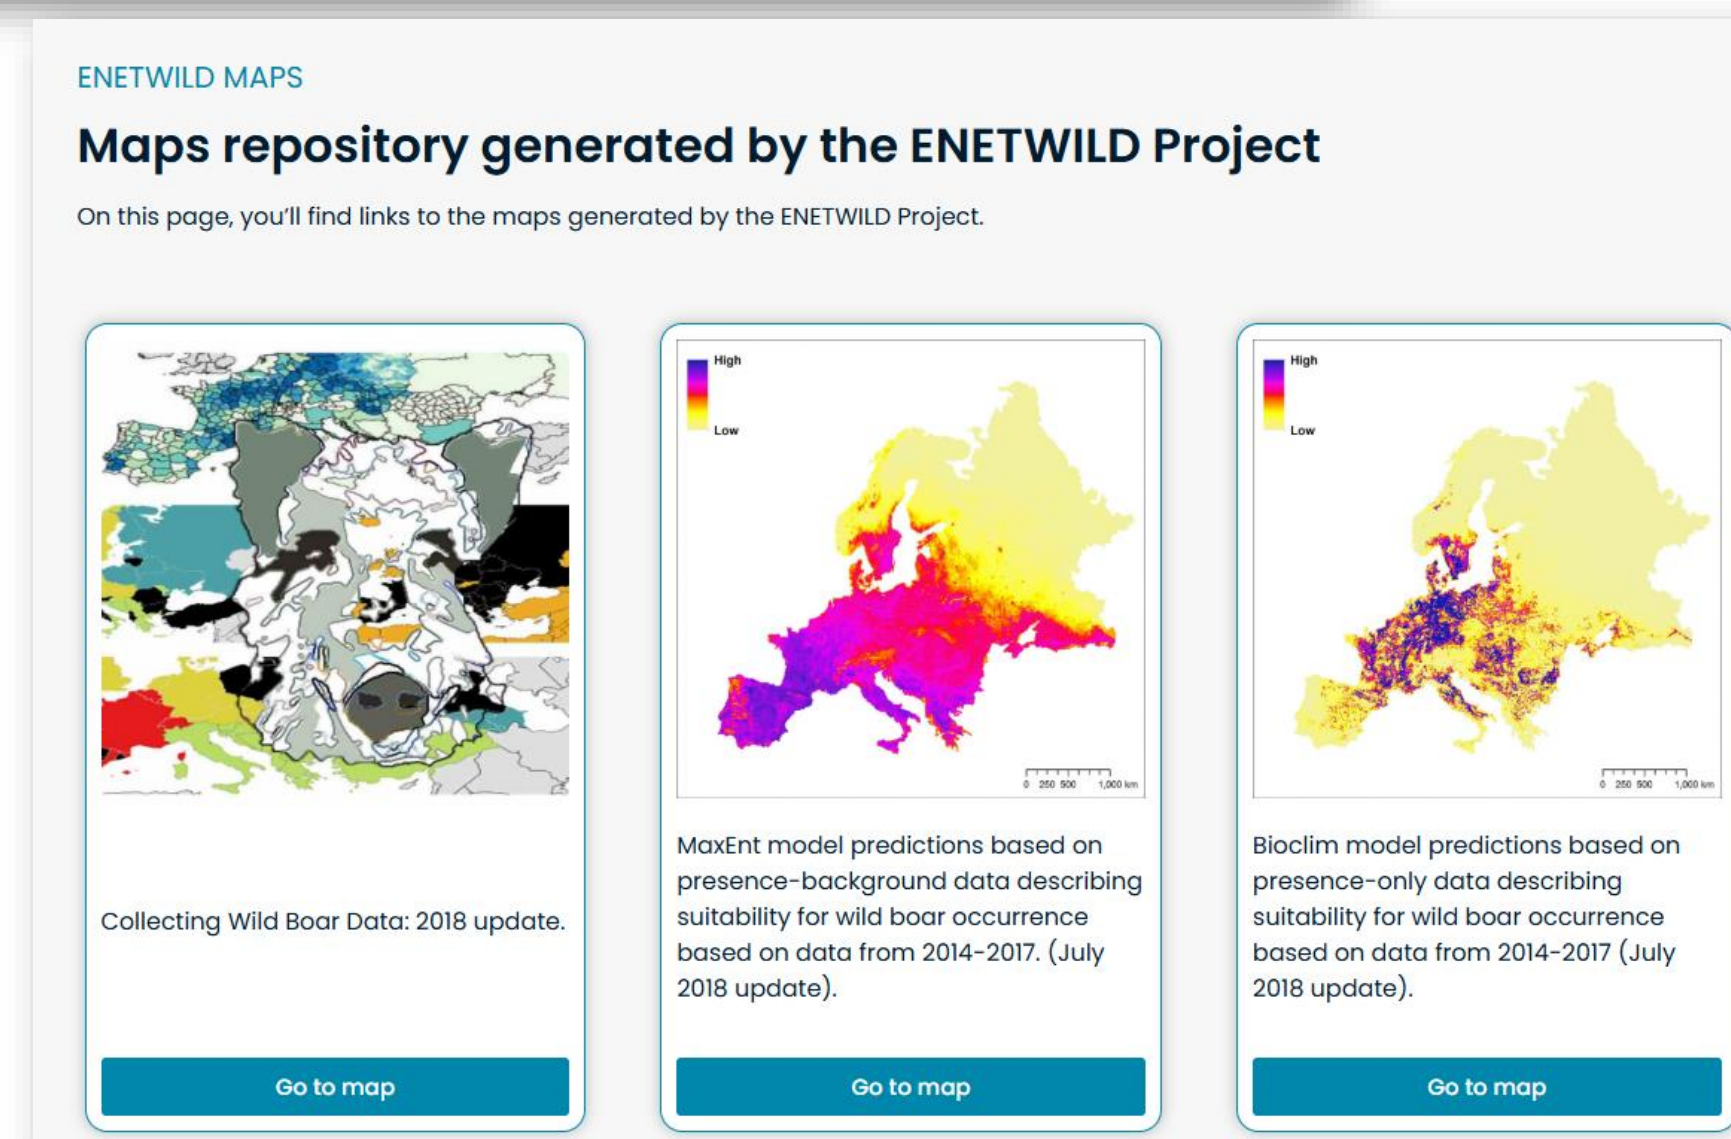 ENETWILD MAPS
Maps repository generated by the ENETWILD Project
On this page, you'll find links to the maps generated by the ENETWILD Project.
Collecting Wild Boar Data: 2018 update.
Go to map
High
Low
0 250 500 1,000 km
MaxEnt model predictions based on
presence-background data describing
suitability for wild boar occurrence
based on data from 2014-2017. (July
2018 update).
Go to map
High
Low
0 250 500 1,000 km
Bioclim model predictions based on
presence-only data describing
suitability for wild boar occurrence
based on data from 2014-2017 (July
2018 update).
Go to map